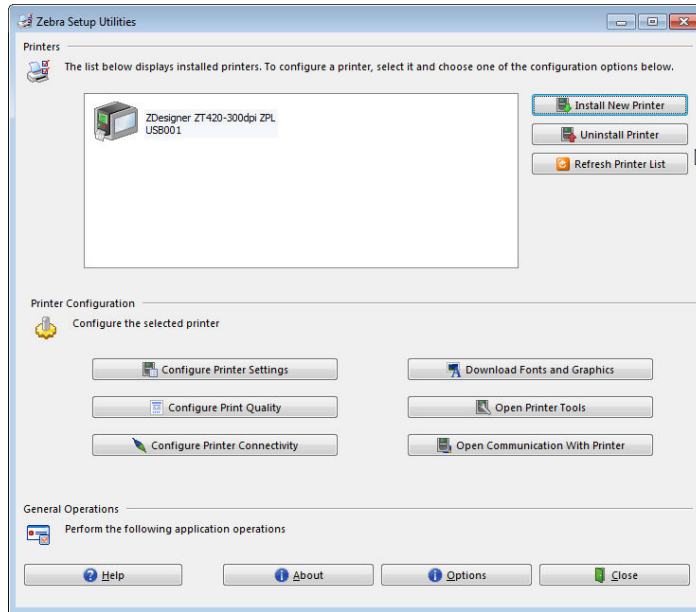 Zebra Setup Utilities
Printers
The list below displays installed printers. To configure a printer, select it and choose one of the configuration options below.
ZDesigner ZT420-300dpi ZPL
USB001
Install New Printer
Uninstall Printer
Refresh Printer List
Printer Configuration
Configure the selected printer
Configure Printer Settings
Download Fonts and Graphics
Configure Print Quality
Open Printer Tools
Configure Printer Connectivity
Open Communication With Printer
General Operations
Perform the following application operations
Help
About
Options
Close